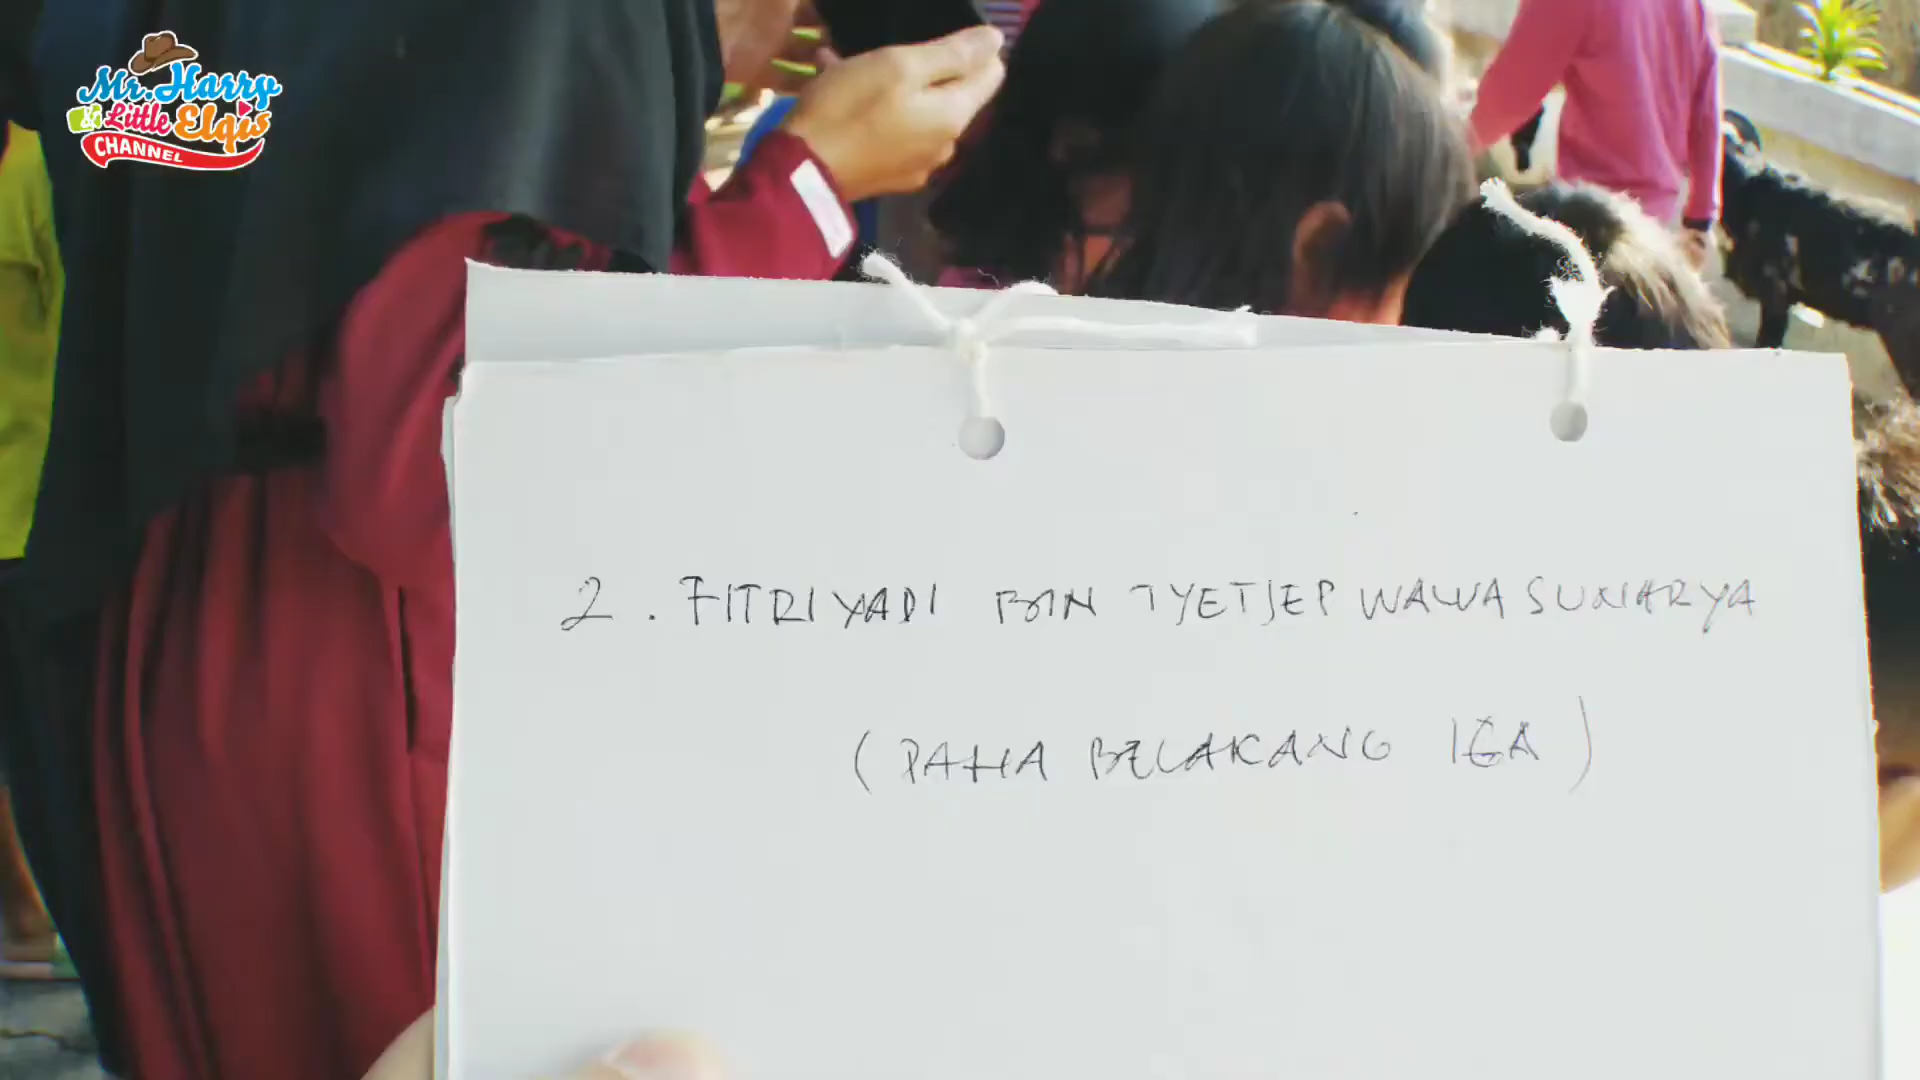 Mr. Harry
& Little Elqis
CHANNEL
2. FITRIYADI BIN TYETJEP WAWA SUNARYA
(PAHA BELAKANG IGA)